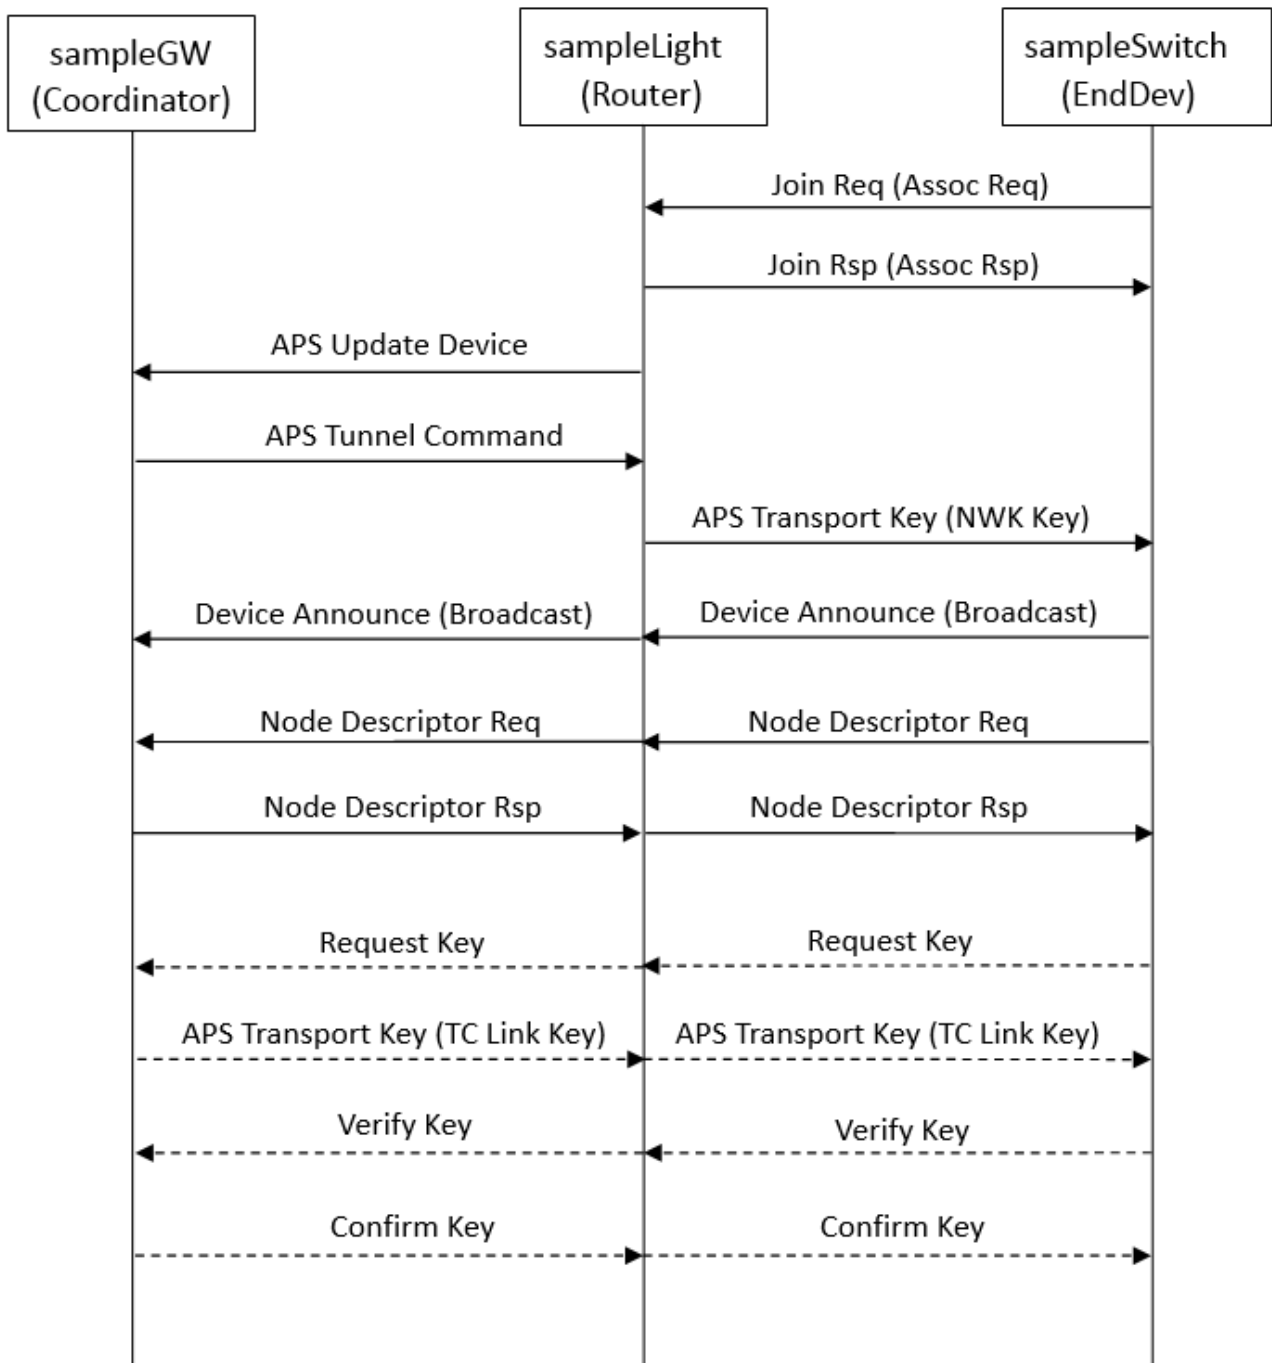 sampleGW
(Coordinator)
sampleLight
(Router)
sampleSwitch
(EndDev)
Join Req (Assoc Req)
Join Rsp (Assoc Rsp)
APS Update Device
APS Tunnel Command
APS Transport Key (NWK Key)
Device Announce (Broadcast)
Device Announce (Broadcast)
Node Descriptor Req
Node Descriptor Req
Node Descriptor Rsp
Node Descriptor Rsp
Request Key
Request Key
APS Transport Key (TC Link Key)
APS Transport Key (TC Link Key)
Verify Key
Verify Key
Confirm Key
Confirm Key